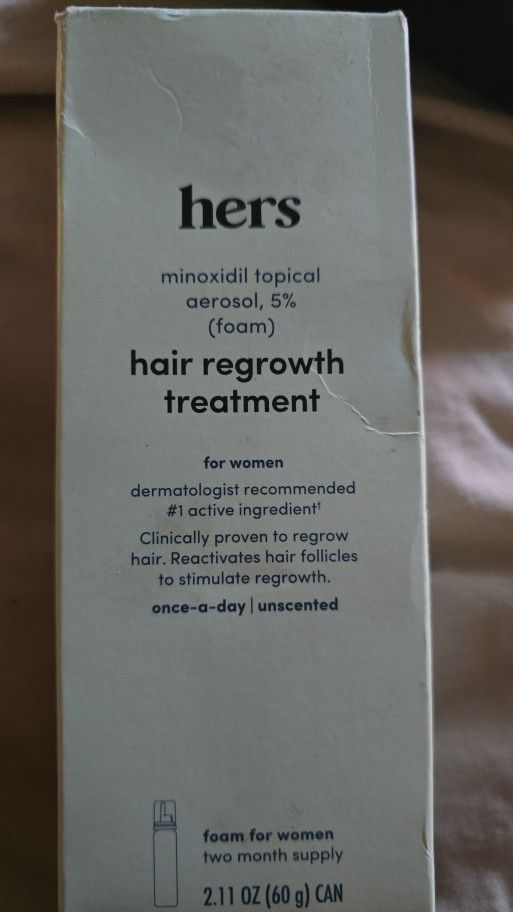 hers
minoxidil topical
aerosol, 5%
(foam)
hair regrowth
treatment
for women
dermatologist recommended
#1 active ingredient†
Clinically proven to regrow
hair. Reactivates hair follicles
to stimulate regrowth.
once-a-day | unscented
foam for women
two month supply
2.11 OZ (60 g) CAN